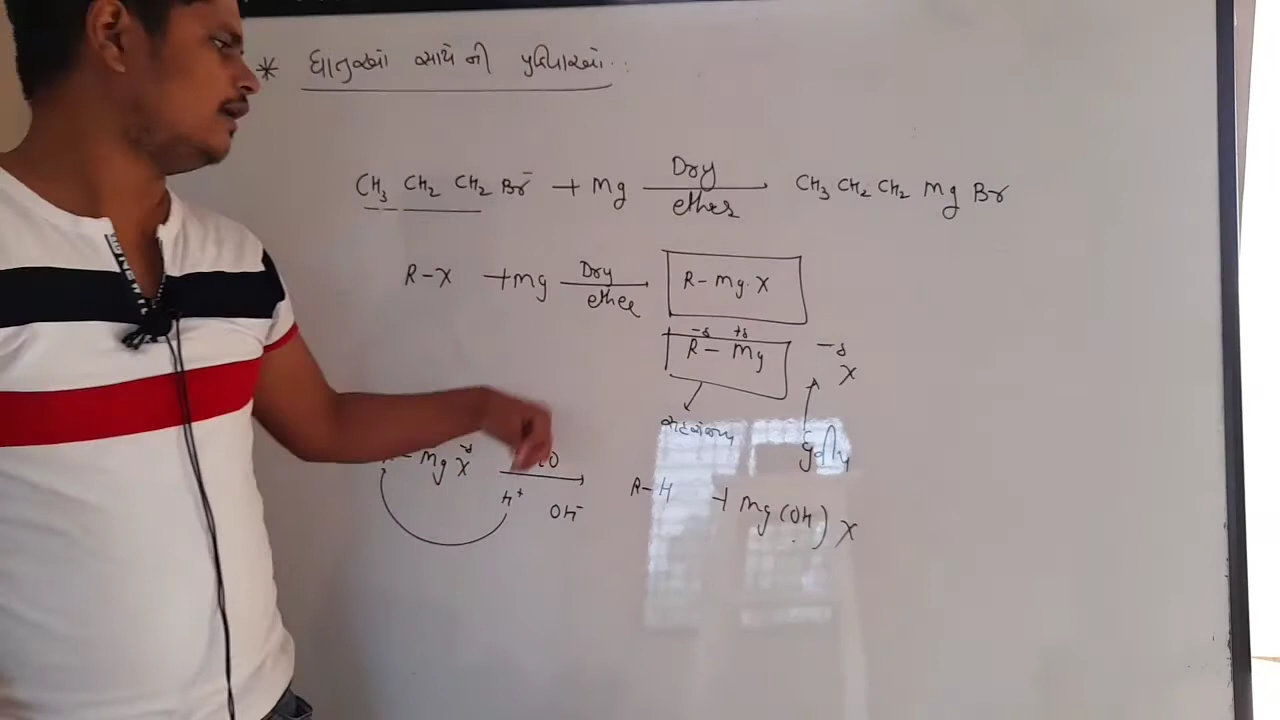 * ધાતુઓ સાથે ની પ્રક્રિયાઓ :
CH₃ CH₂ CH₂ Br⁻ + Mg Dry ether CH₃ CH₂ CH₂ Mg Br
R-X + Mg Dry ether R-Mg.X
-δ +δ -δ
R-Mg X
R-H + Mg(OH)X
H⁺ OH⁻